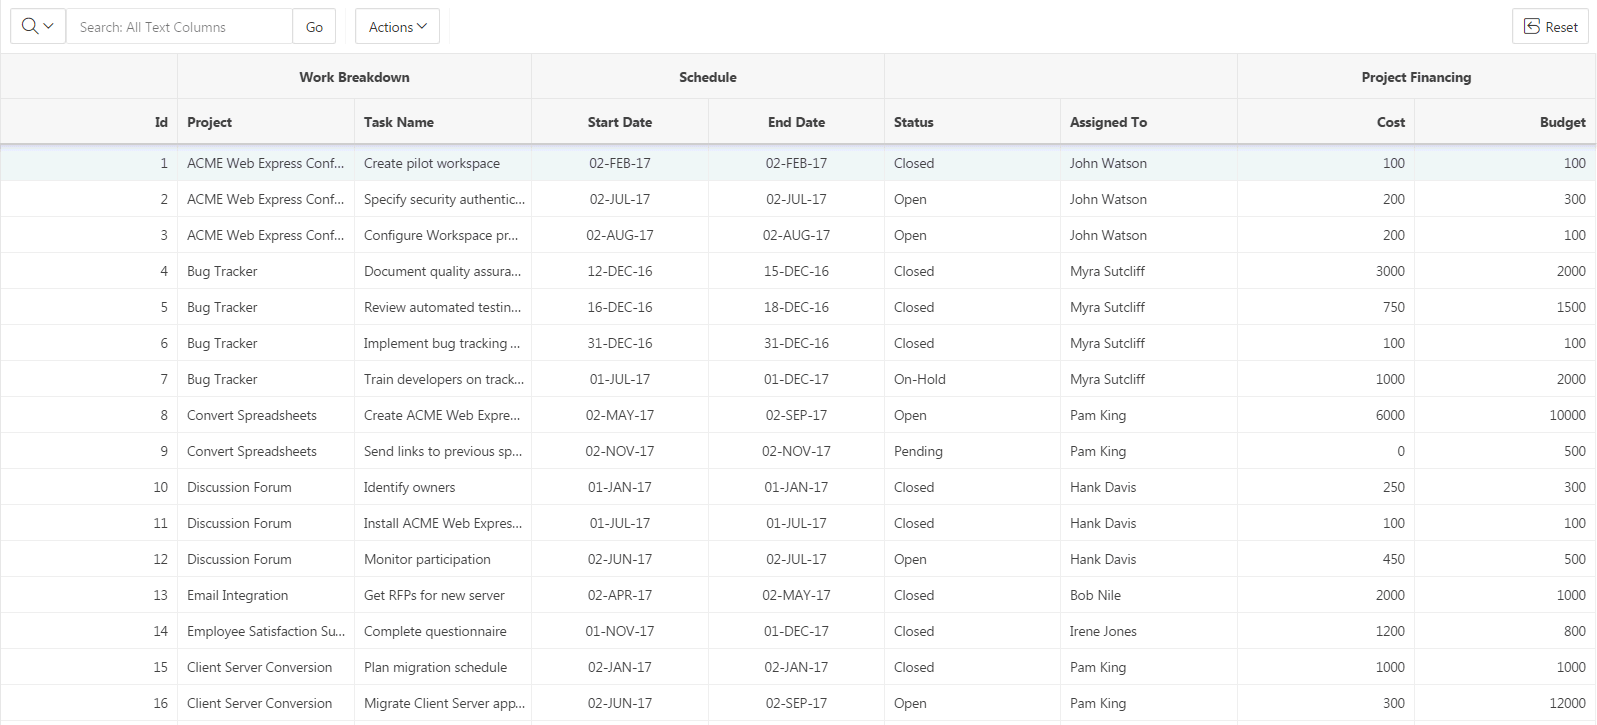 Search: All Text Columns Go Actions Reset
Work Breakdown Schedule Project Financing
Id Project Task Name Start Date End Date Status Assigned To Cost Budget
1 ACME Web Express Conf... Create pilot workspace 02-FEB-17 02-FEB-17 Closed John Watson 100 100
2 ACME Web Express Conf... Specify security authentic... 02-JUL-17 02-JUL-17 Open John Watson 200 300
3 ACME Web Express Conf... Configure Workspace pr... 02-AUG-17 02-AUG-17 Open John Watson 200 100
4 Bug Tracker Document quality assura... 12-DEC-16 15-DEC-16 Closed Myra Sutcliff 3000 2000
5 Bug Tracker Review automated testin... 16-DEC-16 18-DEC-16 Closed Myra Sutcliff 750 1500
6 Bug Tracker Implement bug tracking ... 31-DEC-16 31-DEC-16 Closed Myra Sutcliff 100 100
7 Bug Tracker Train developers on track... 01-JUL-17 01-DEC-17 On-Hold Myra Sutcliff 1000 2000
8 Convert Spreadsheets Create ACME Web Expre... 02-MAY-17 02-SEP-17 Open Pam King 6000 10000
9 Convert Spreadsheets Send links to previous sp... 02-NOV-17 02-NOV-17 Pending Pam King 0 500
10 Discussion Forum Identify owners 01-JAN-17 01-JAN-17 Closed Hank Davis 250 300
11 Discussion Forum Install ACME Web Expres... 01-JUL-17 01-JUL-17 Closed Hank Davis 100 100
12 Discussion Forum Monitor participation 02-JUN-17 02-JUL-17 Open Hank Davis 450 500
13 Email Integration Get RFPs for new server 02-APR-17 02-MAY-17 Closed Bob Nile 2000 1000
14 Employee Satisfaction Su... Complete questionnaire 01-NOV-17 01-DEC-17 Closed Irene Jones 1200 800
15 Client Server Conversion Plan migration schedule 02-JAN-17 02-JAN-17 Closed Pam King 1000 1000
16 Client Server Conversion Migrate Client Server app... 02-JUN-17 02-SEP-17 Open Pam King 300 12000